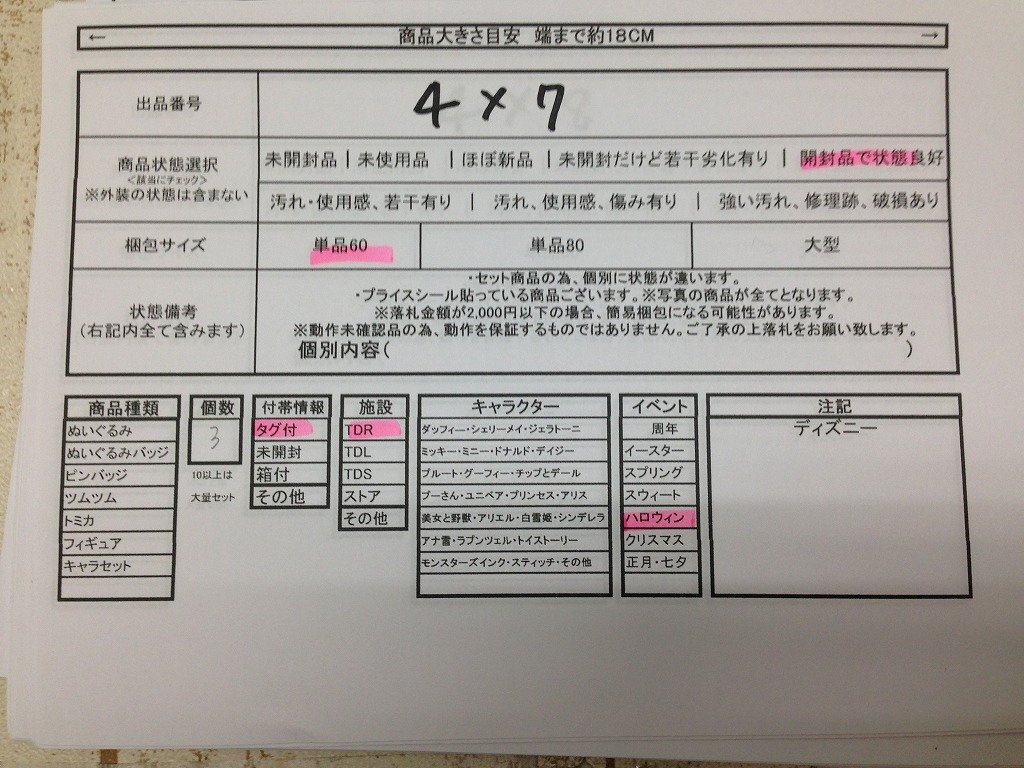 ← 商品大きさ目安 端まで約18CM →
出品番号 4×7
商品状態選択
<該当にチェック>
※外装の状態は含まない
未開封品 | 未使用品 | ほぼ新品 | 未開封だけど若干劣化有り | 開封品で状態良好
汚れ・使用感、若干有り | 汚れ、使用感、傷み有り | 強い汚れ、修理跡、破損あり
梱包サイズ 単品60 単品80 大型
状態備考
(右記内全て含みます)
・セット商品の為、個別に状態が違います。
・プライスシール貼っている商品ございます。※写真の商品が全てとなります。
※落札金額が2,000円以下の場合、簡易梱包になる可能性があります。
※動作未確認品の為、動作を保証するものではありません。ご了承の上落札をお願い致します。
個別内容( )
商品種類
ぬいぐるみ
ぬいぐるみバッジ
ピンバッジ
ツムツム
トミカ
フィギュア
キャラセット
個数
3
10以上は
大量セット
付帯情報
タグ付
未開封
箱付
その他
施設
TDR
TDL
TDS
ストア
その他
キャラクター
ダッフィー・シェリーメイ・ジェラトーニ
ミッキー・ミニー・ドナルド・デイジー
プルート・グーフィー・チップとデール
プーさん・ユニベア・プリンセス・アリス
美女と野獣・アリエル・白雪姫・シンデレラ
アナ雪・ラプンツェル・トイストーリー
モンスターズインク・スティッチ・その他
イベント
周年
イースター
スプリング
スウィート
ハロウィン
クリスマス
正月・七夕
注記
ディズニー